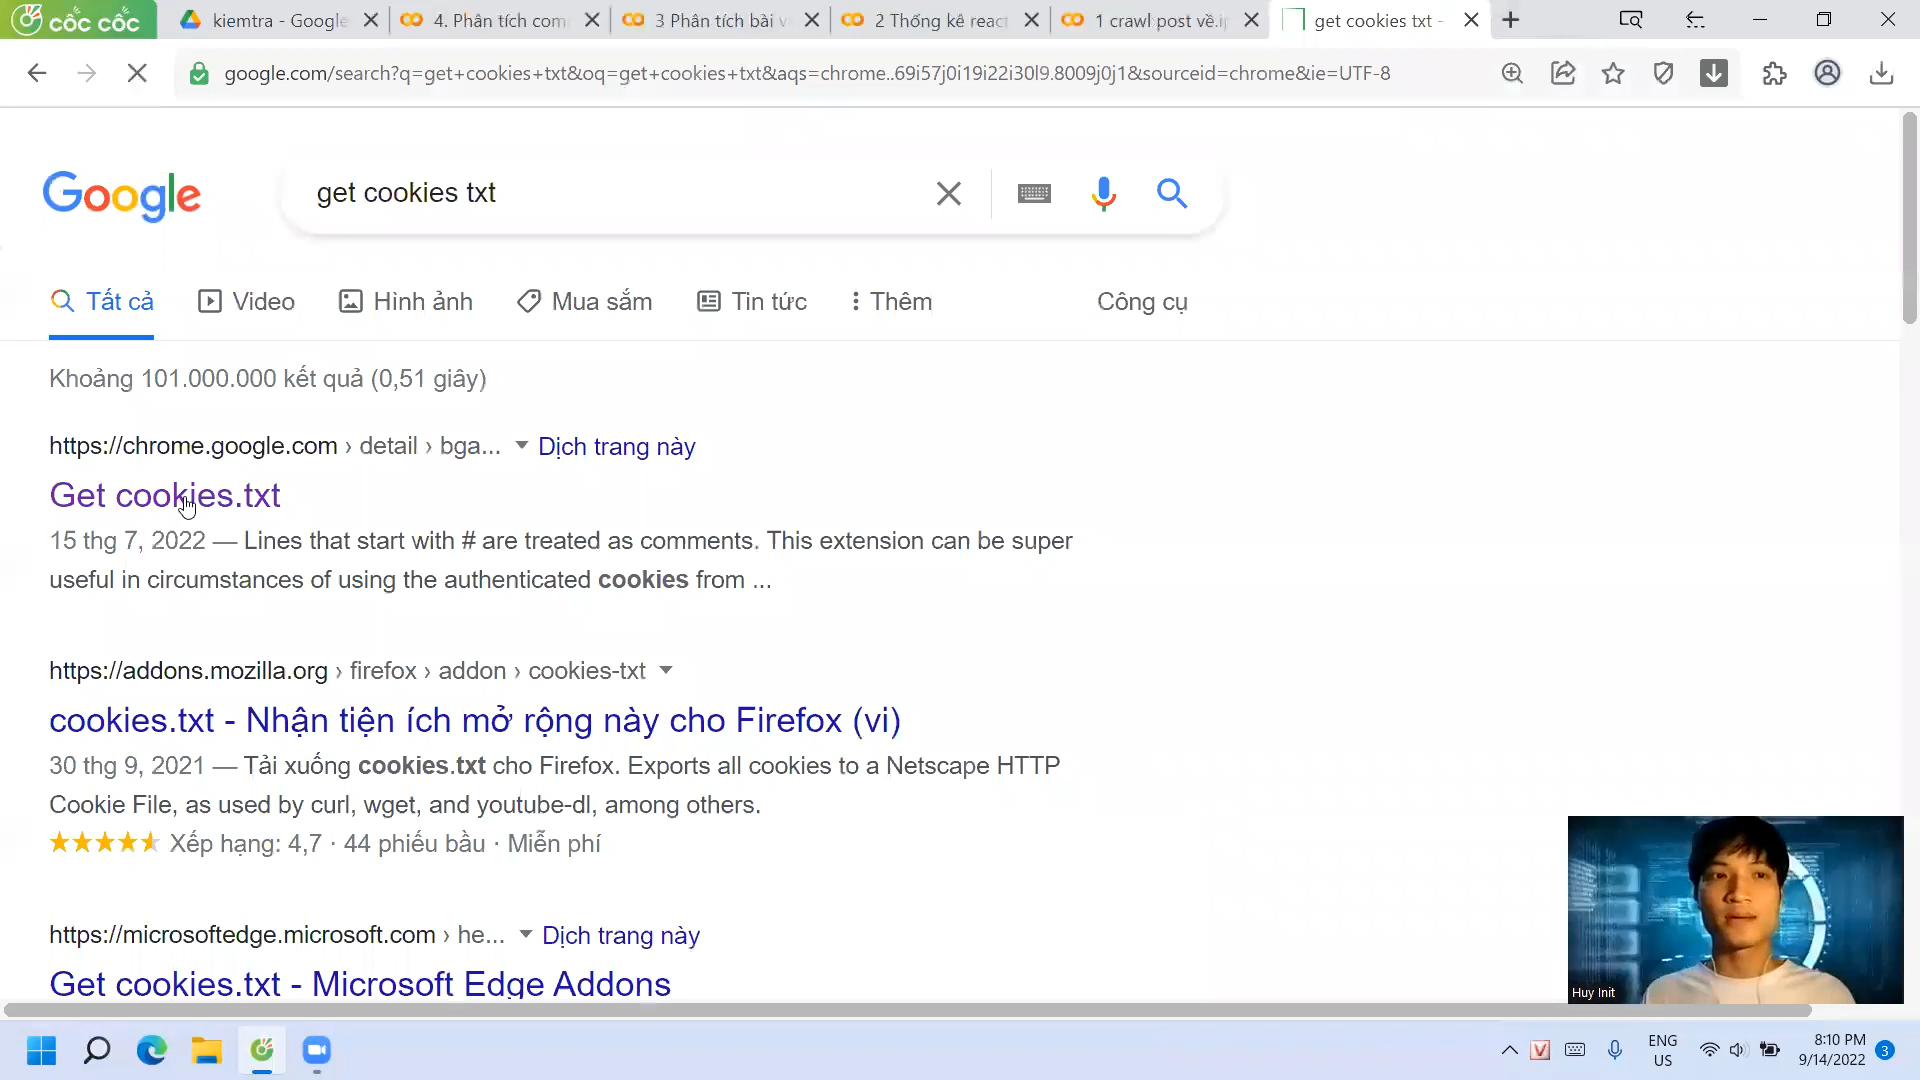 cốc cốc
kiemtra - Google
4. Phân tích com
3 Phân tích bài v
2 Thống kê react
1 crawl post về.i
get cookies txt -
google.com/search?q=get+cookies+txt&oq=get+cookies+txt&aqs=chrome..69i57j0i19i22i30l9.8009j0j1&sourceid=chrome&ie=UTF-8
Google
get cookies txt
Tất cả
Video
Hình ảnh
Mua sắm
Tin tức
Thêm
Công cụ
Khoảng 101.000.000 kết quả (0,51 giây)
https://chrome.google.com › detail › bga... Dịch trang này
Get cookies.txt
15 thg 7, 2022 — Lines that start with # are treated as comments. This extension can be super
useful in circumstances of using the authenticated cookies from ...
https://addons.mozilla.org › firefox › addon › cookies-txt
cookies.txt - Nhận tiện ích mở rộng này cho Firefox (vi)
30 thg 9, 2021 — Tải xuống cookies.txt cho Firefox. Exports all cookies to a Netscape HTTP
Cookie File, as used by curl, wget, and youtube-dl, among others.
Xếp hạng: 4,7 · 44 phiếu bầu · Miễn phí
https://microsoftedge.microsoft.com › he... Dịch trang này
Get cookies.txt - Microsoft Edge Addons
Huy Init
V
ENG
US
8:10 PM
9/14/2022
3